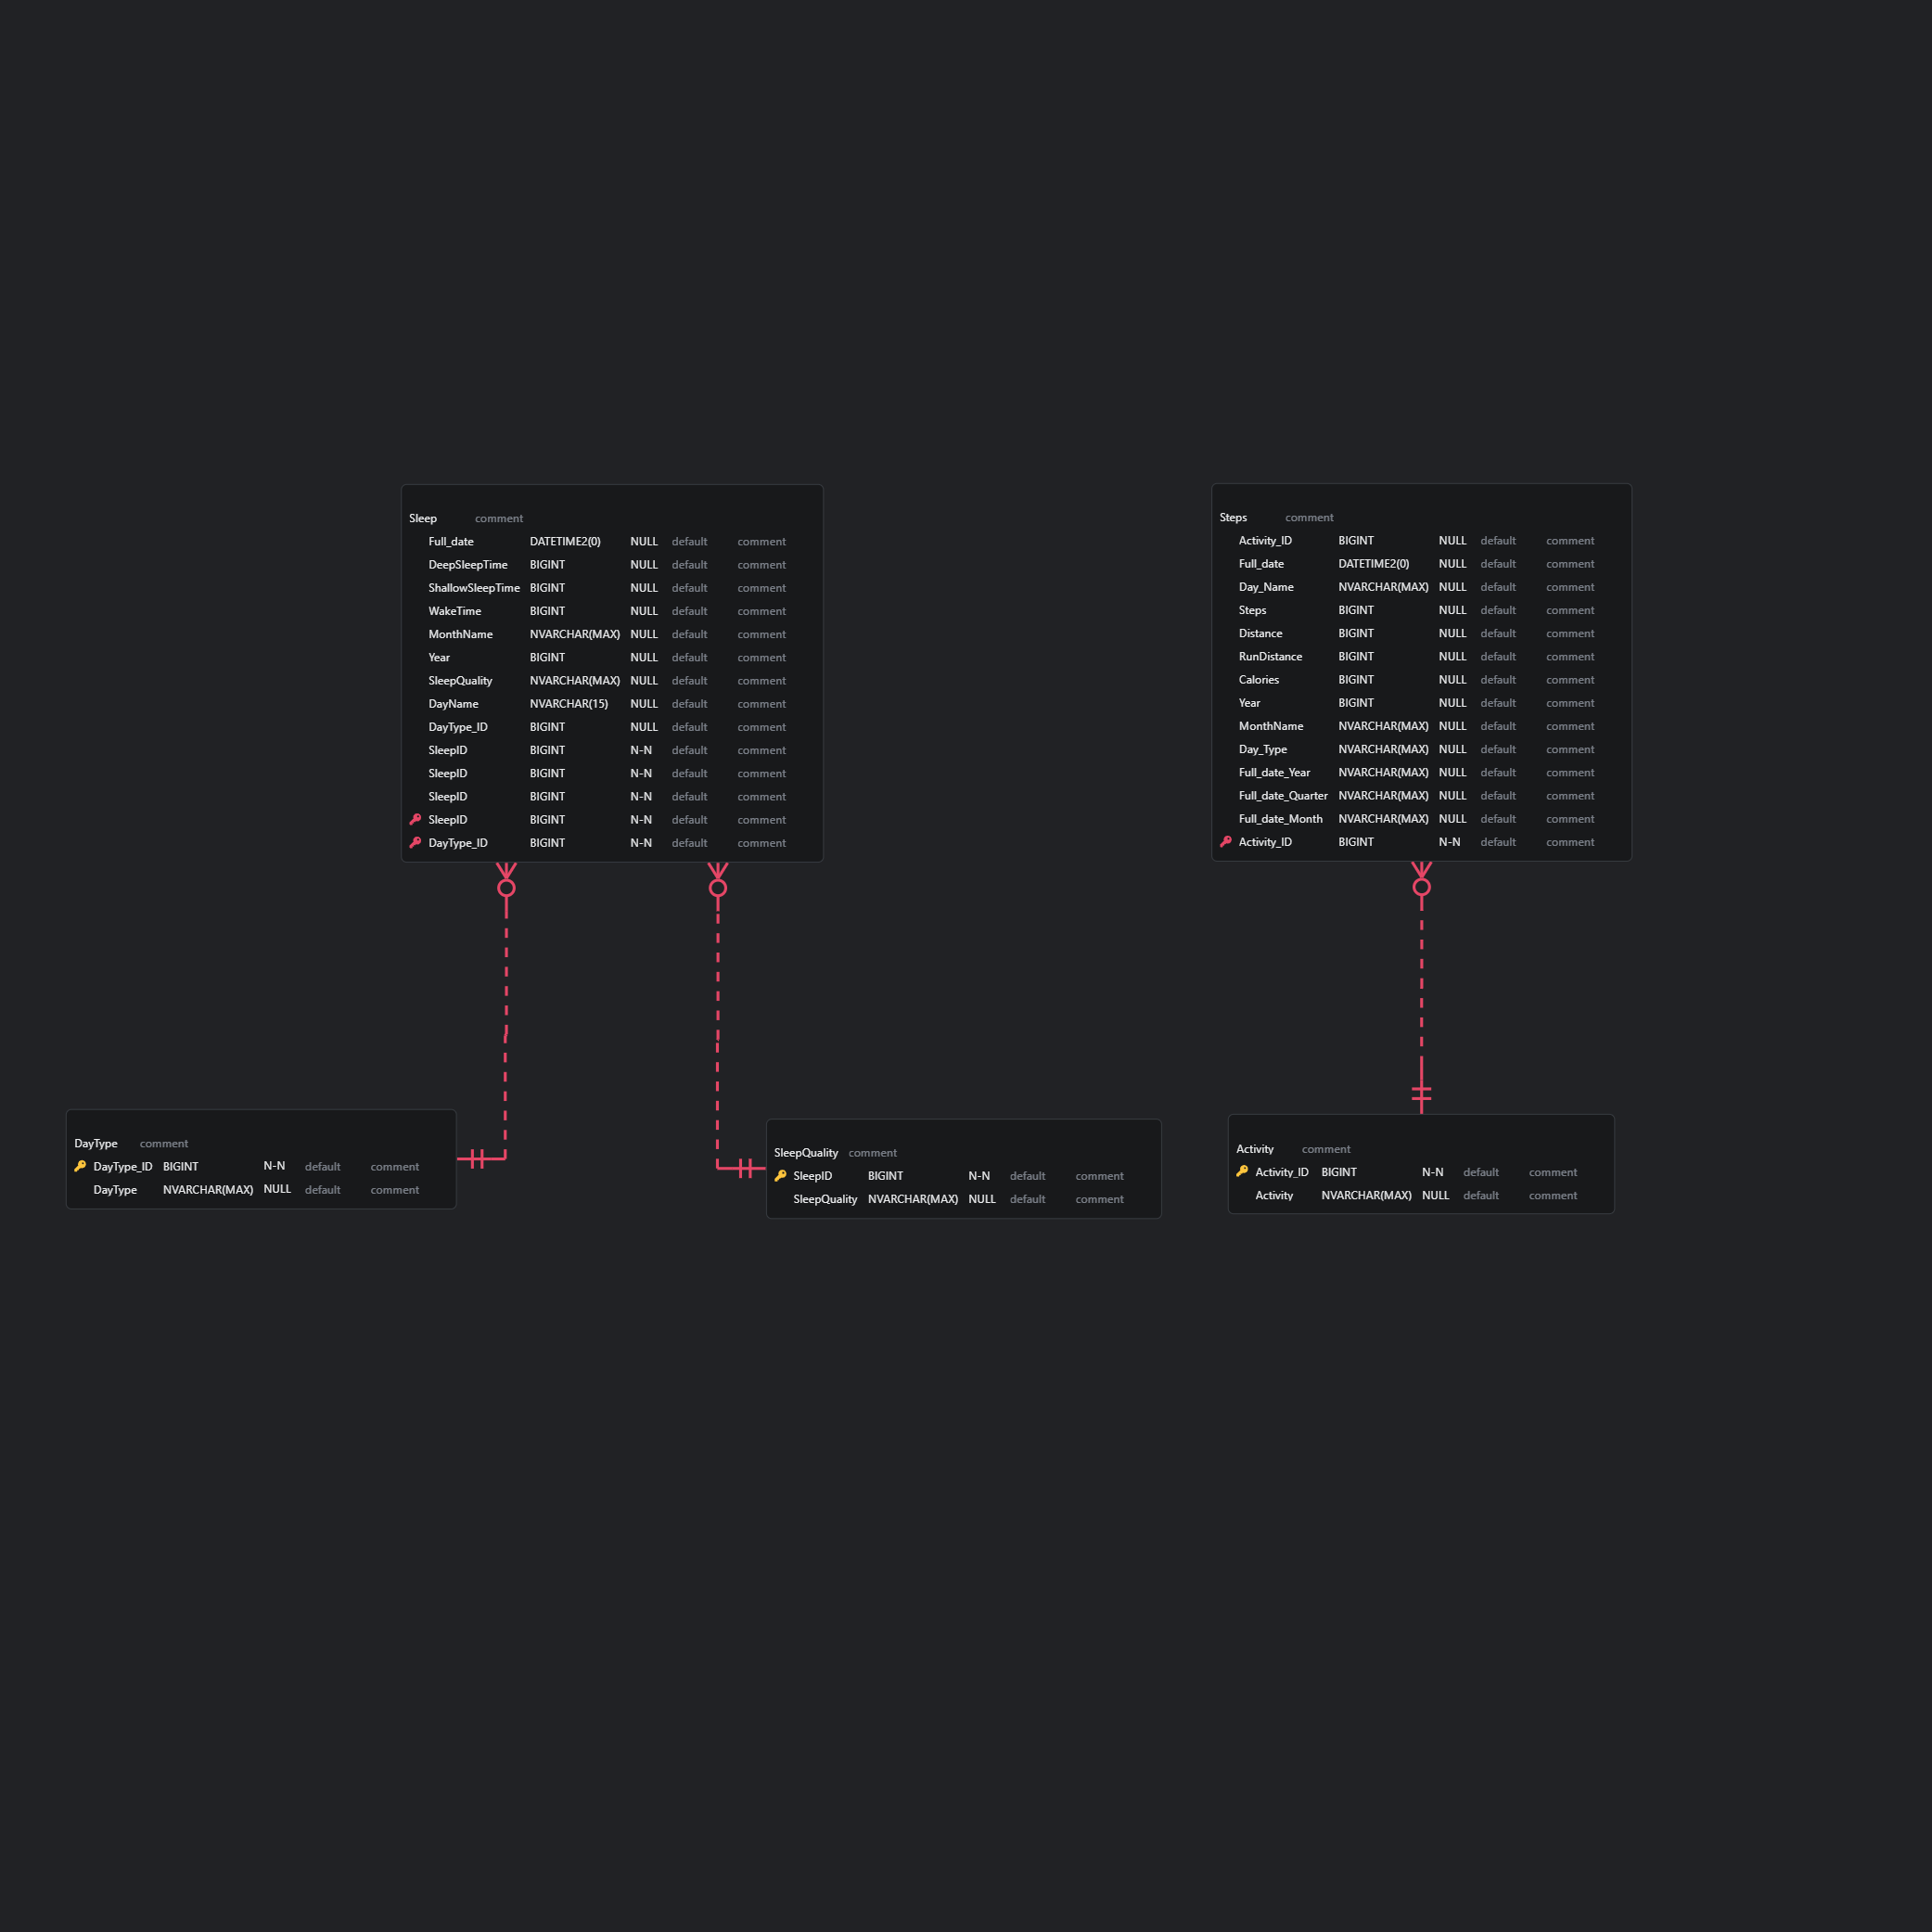 Sleep comment
Full_date DATETIME2(0) NULL default comment
DeepSleepTime BIGINT NULL default comment
ShallowSleepTime BIGINT NULL default comment
WakeTime BIGINT NULL default comment
MonthName NVARCHAR(MAX) NULL default comment
Year BIGINT NULL default comment
SleepQuality NVARCHAR(MAX) NULL default comment
DayName NVARCHAR(15) NULL default comment
DayType_ID BIGINT NULL default comment
SleepID BIGINT N-N default comment
SleepID BIGINT N-N default comment
SleepID BIGINT N-N default comment
SleepID BIGINT N-N default comment
DayType_ID BIGINT N-N default comment
Steps comment
Activity_ID BIGINT NULL default comment
Full_date DATETIME2(0) NULL default comment
Day_Name NVARCHAR(MAX) NULL default comment
Steps BIGINT NULL default comment
Distance BIGINT NULL default comment
RunDistance BIGINT NULL default comment
Calories BIGINT NULL default comment
Year BIGINT NULL default comment
MonthName NVARCHAR(MAX) NULL default comment
Day_Type NVARCHAR(MAX) NULL default comment
Full_date_Year NVARCHAR(MAX) NULL default comment
Full_date_Quarter NVARCHAR(MAX) NULL default comment
Full_date_Month NVARCHAR(MAX) NULL default comment
Activity_ID BIGINT N-N default comment
DayType comment
DayType_ID BIGINT N-N default comment
DayType NVARCHAR(MAX) NULL default comment
SleepQuality comment
SleepID BIGINT N-N default comment
SleepQuality NVARCHAR(MAX) NULL default comment
Activity comment
Activity_ID BIGINT N-N default comment
Activity NVARCHAR(MAX) NULL default comment